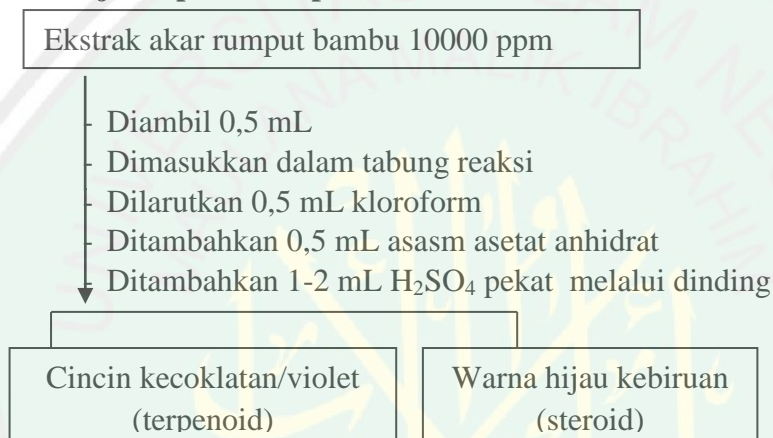 Ekstrak akar rumput bambu 10000 ppm
- Diambil 0,5 mL
- Dimasukkan dalam tabung reaksi
- Dilarutkan 0,5 mL kloroform
- Ditambahkan 0,5 mL asasm asetat anhidrat
- Ditambahkan 1-2 mL H₂SO₄ pekat melalui dinding
Cincin kecoklatan/violet
(terpenoid)
Warna hijau kebiruan
(steroid)